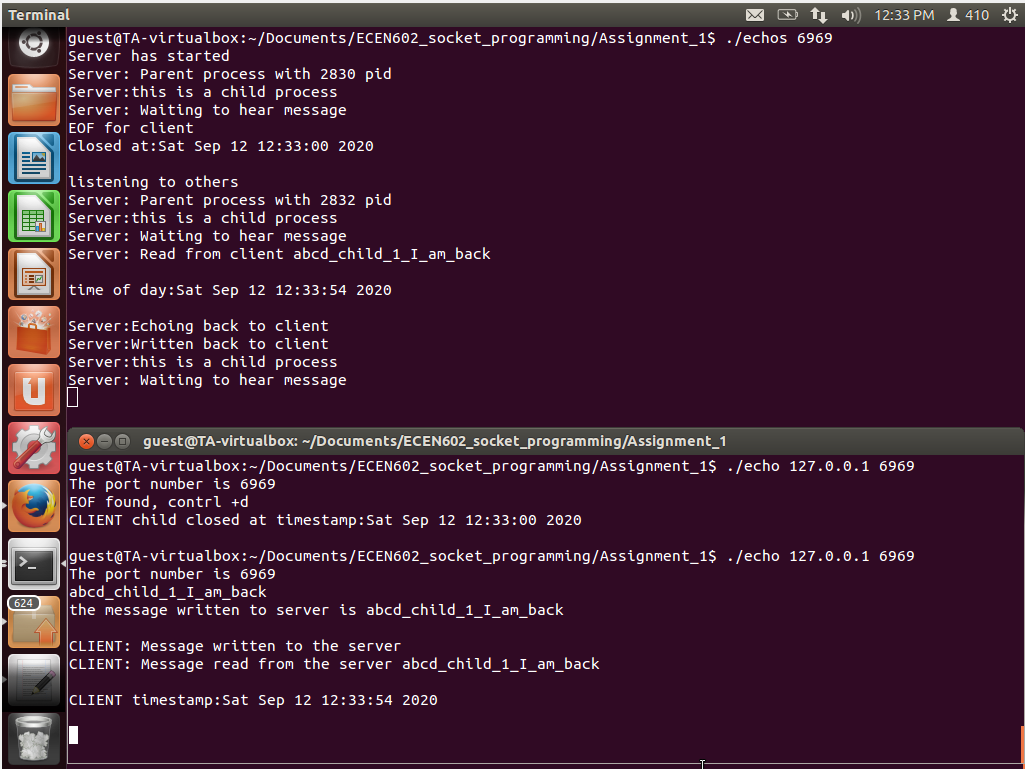 Terminal
12:33 PM 410
guest@TA-virtualbox:~/Documents/ECEN602_socket_programming/Assignment_1$ ./echos 6969
Server has started
Server: Parent process with 2830 pid
Server:this is a child process
Server: Waiting to hear message
EOF for client
closed at:Sat Sep 12 12:33:00 2020
listening to others
Server: Parent process with 2832 pid
Server:this is a child process
Server: Waiting to hear message
Server: Read from client abcd_child_1_I_am_back
time of day:Sat Sep 12 12:33:54 2020
Server:Echoing back to client
Server:Written back to client
Server:this is a child process
Server: Waiting to hear message
guest@TA-virtualbox: ~/Documents/ECEN602_socket_programming/Assignment_1
guest@TA-virtualbox:~/Documents/ECEN602_socket_programming/Assignment_1$ ./echo 127.0.0.1 6969
The port number is 6969
EOF found, contrl +d
CLIENT child closed at timestamp:Sat Sep 12 12:33:00 2020
guest@TA-virtualbox:~/Documents/ECEN602_socket_programming/Assignment_1$ ./echo 127.0.0.1 6969
The port number is 6969
abcd_child_1_I_am_back
the message written to server is abcd_child_1_I_am_back
CLIENT: Message written to the server
CLIENT: Message read from the server abcd_child_1_I_am_back
CLIENT timestamp:Sat Sep 12 12:33:54 2020
624